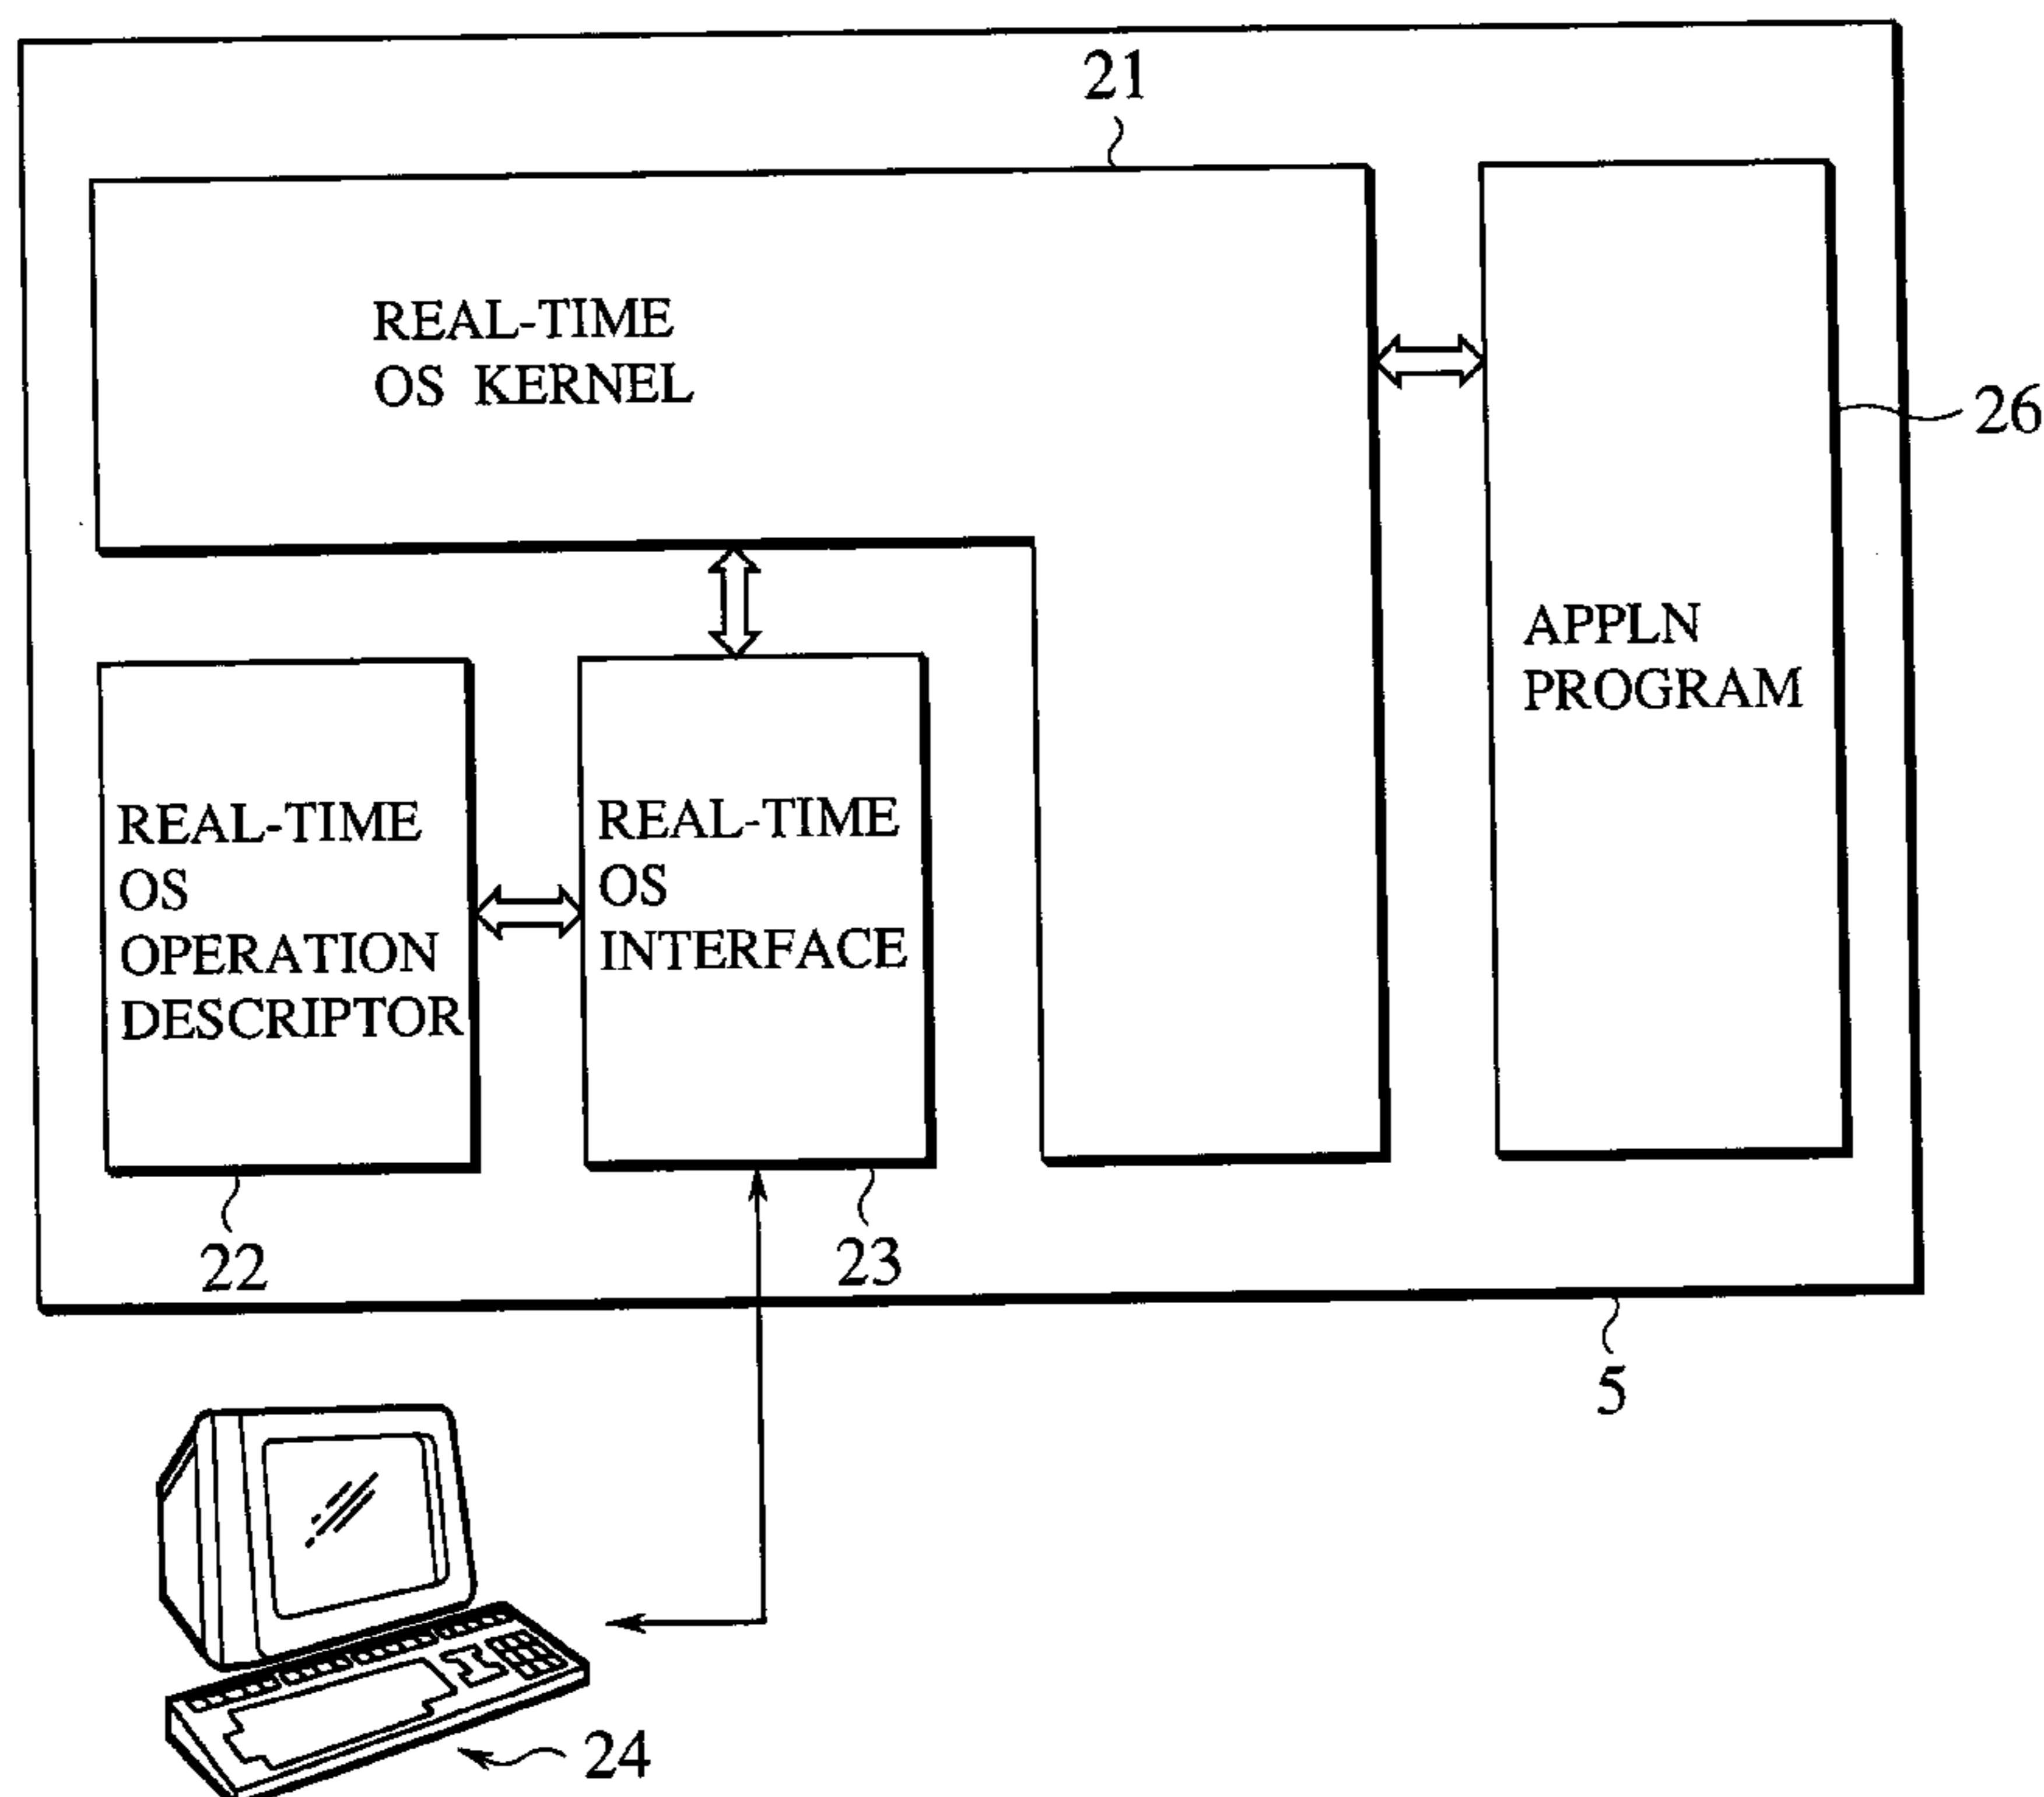 21
REAL-TIME
OS KERNEL
26
APPLN
PROGRAM
REAL-TIME
OS
OPERATION
DESCRIPTOR
REAL-TIME
OS
INTERFACE
22
23
5
24